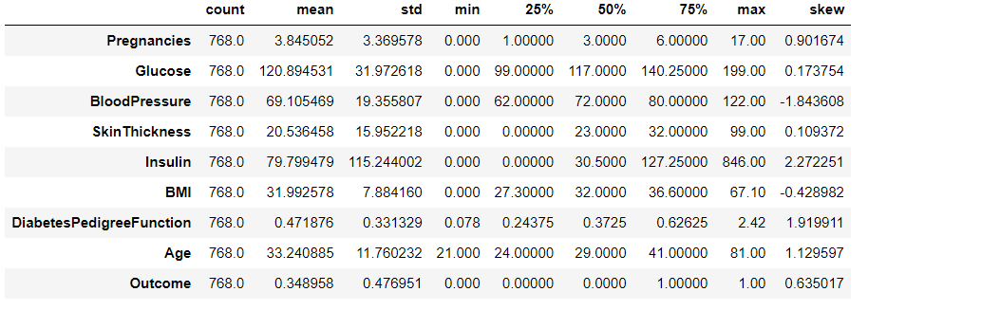 count mean std min 25% 50% 75% max skew
Pregnancies 768.0 3.845052 3.369578 0.000 1.00000 3.0000 6.00000 17.00 0.901674
Glucose 768.0 120.894531 31.972618 0.000 99.00000 117.0000 140.25000 199.00 0.173754
BloodPressure 768.0 69.105469 19.355807 0.000 62.00000 72.0000 80.00000 122.00 -1.843608
SkinThickness 768.0 20.536458 15.952218 0.000 0.00000 23.0000 32.00000 99.00 0.109372
Insulin 768.0 79.799479 115.244002 0.000 0.00000 30.5000 127.25000 846.00 2.272251
BMI 768.0 31.992578 7.884160 0.000 27.30000 32.0000 36.60000 67.10 -0.428982
DiabetesPedigreeFunction 768.0 0.471876 0.331329 0.078 0.24375 0.3725 0.62625 2.42 1.919911
Age 768.0 33.240885 11.760232 21.000 24.00000 29.0000 41.00000 81.00 1.129597
Outcome 768.0 0.348958 0.476951 0.000 0.00000 0.0000 1.00000 1.00 0.635017